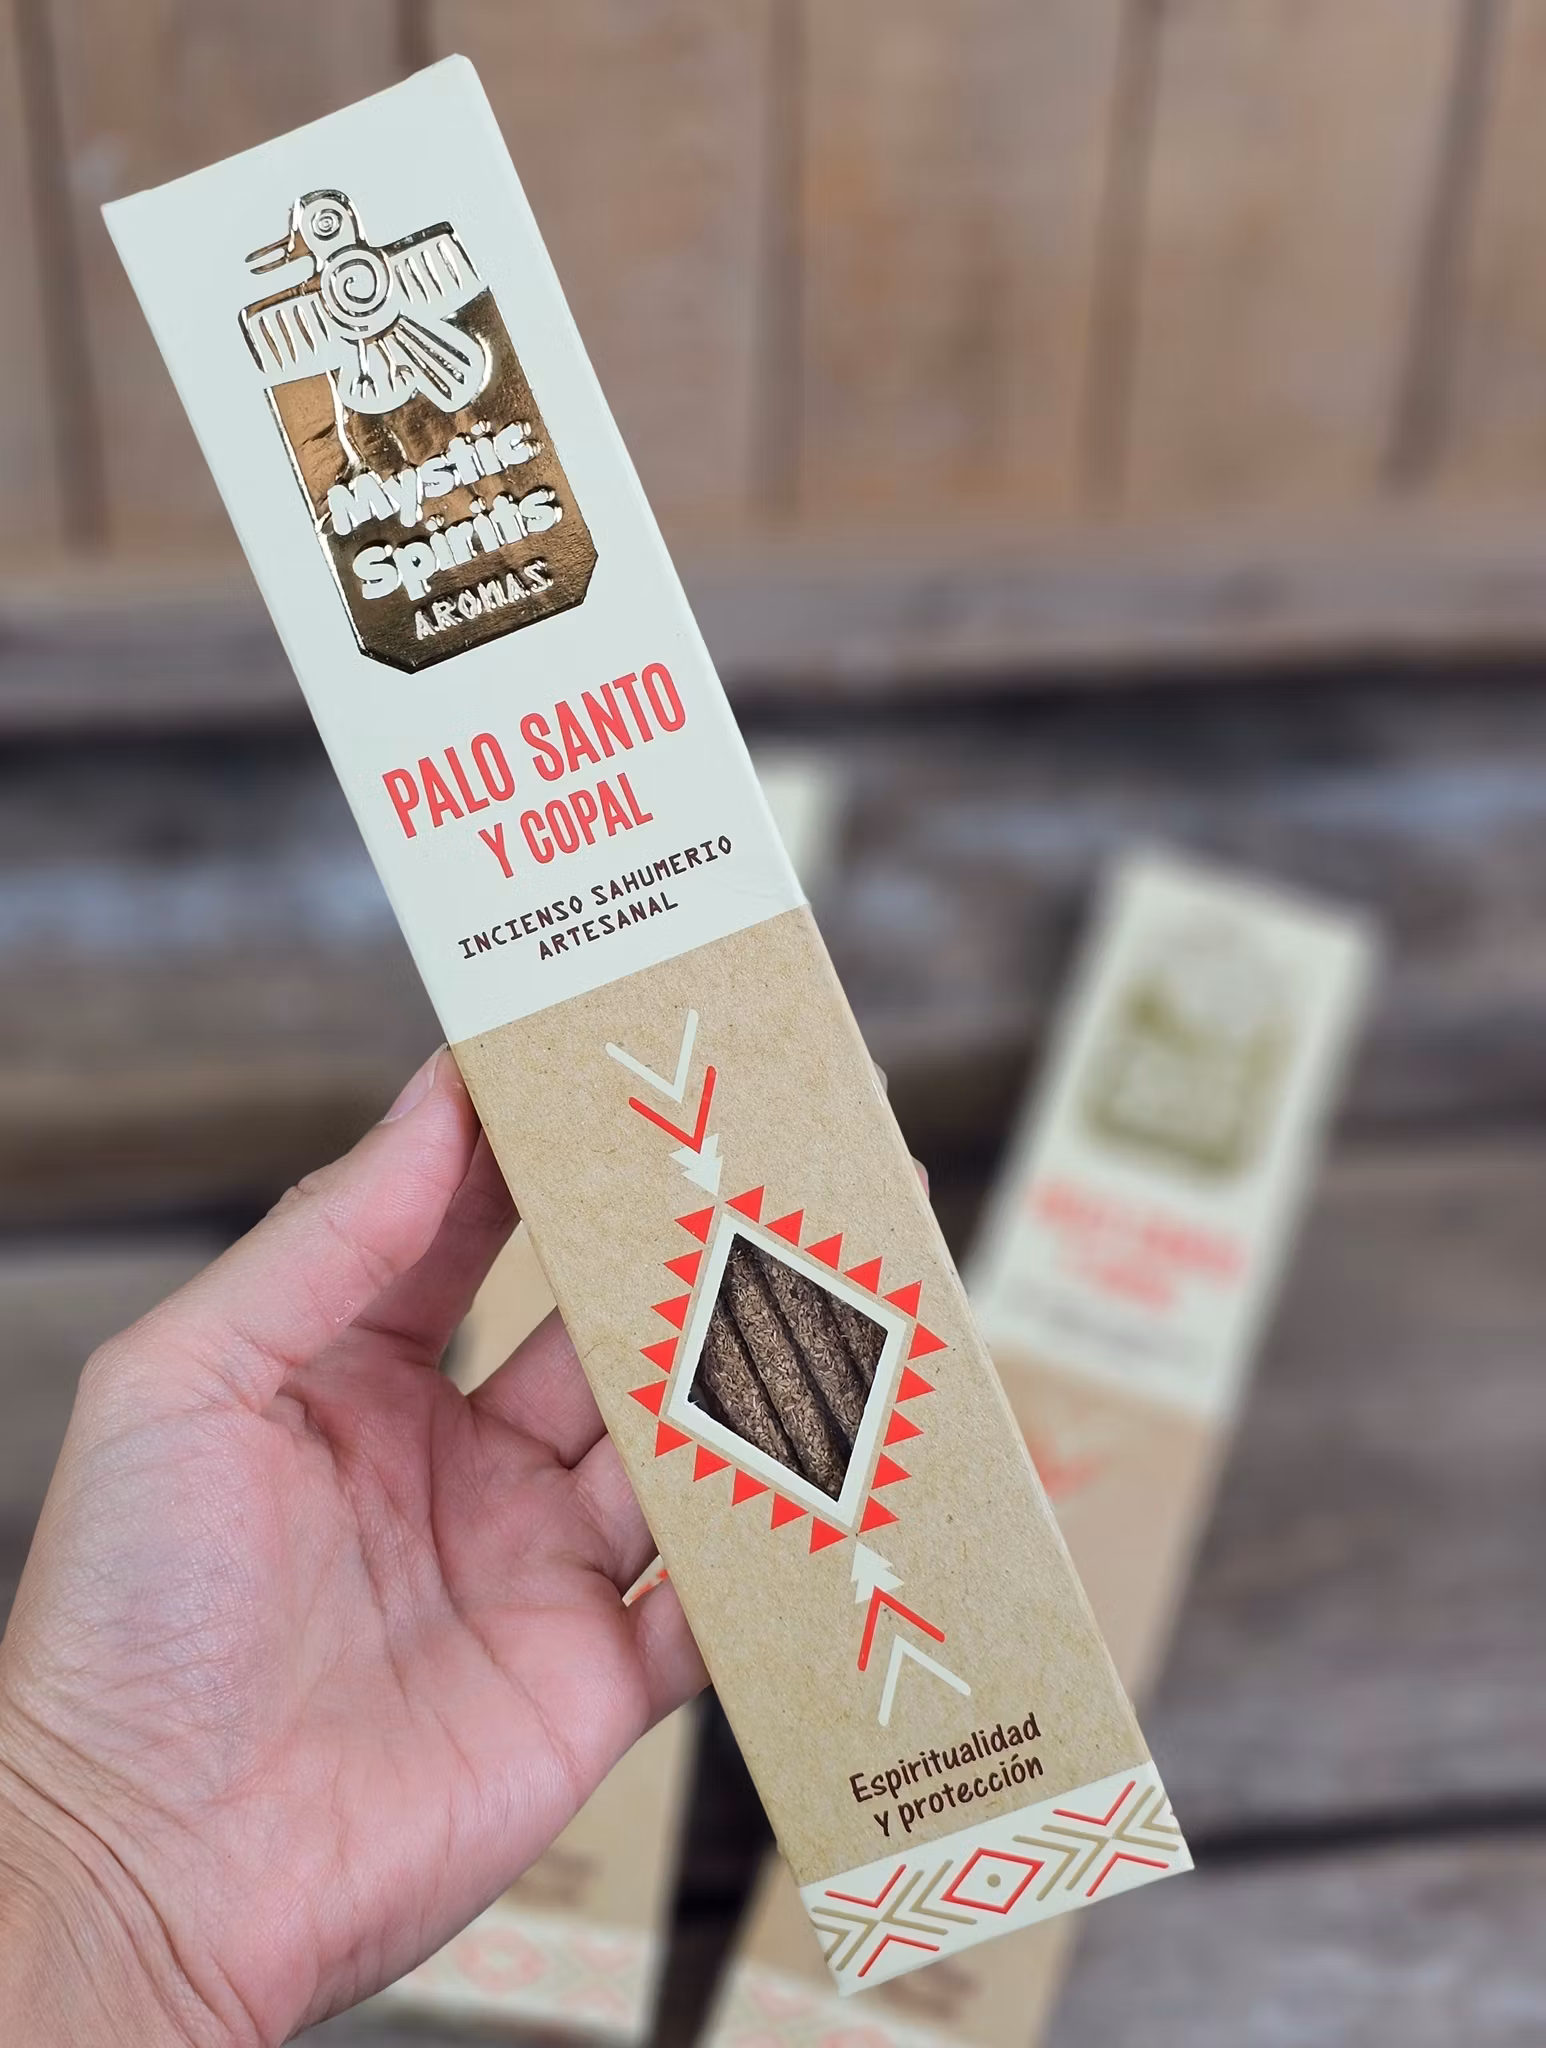 Mystic
Spirits
AROMAS
PALO SANTO
Y COPAL
INCIENSO SAHUMERIO
ARTESANAL
Espiritualidad
y protección